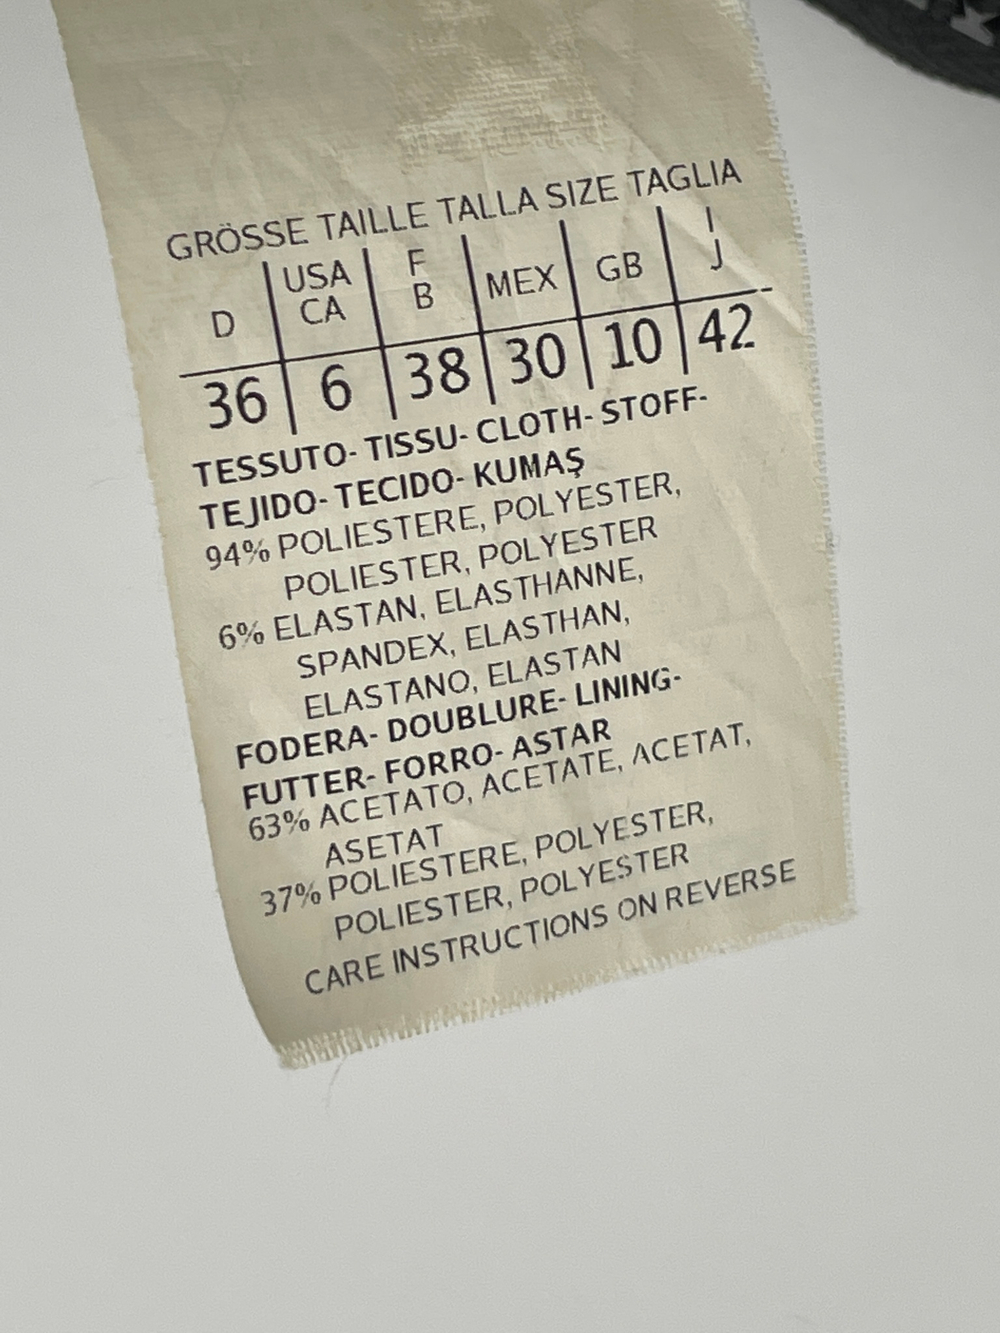 GRÖSSE TAILLE TALLA SIZE TAGLIA
D | USA CA | F B | MEX | GB | I J
36 | 6 | 38 | 30 | 10 | 42
TESSUTO- TISSU- CLOTH- STOFF-
TEJIDO- TECIDO- KUMAŞ
94% POLIESTERE, POLYESTER,
POLIESTER, POLYESTER
6% ELASTAN, ELASTHANNE,
SPANDEX, ELASTHAN,
ELASTANO, ELASTAN
FODERA- DOUBLURE- LINING-
FUTTER- FORRO- ASTAR
63% ACETATO, ACETATE, ACETAT,
ASETAT
37% POLIESTERE, POLYESTER,
POLIESTER, POLYESTER
CARE INSTRUCTIONS ON REVERSE